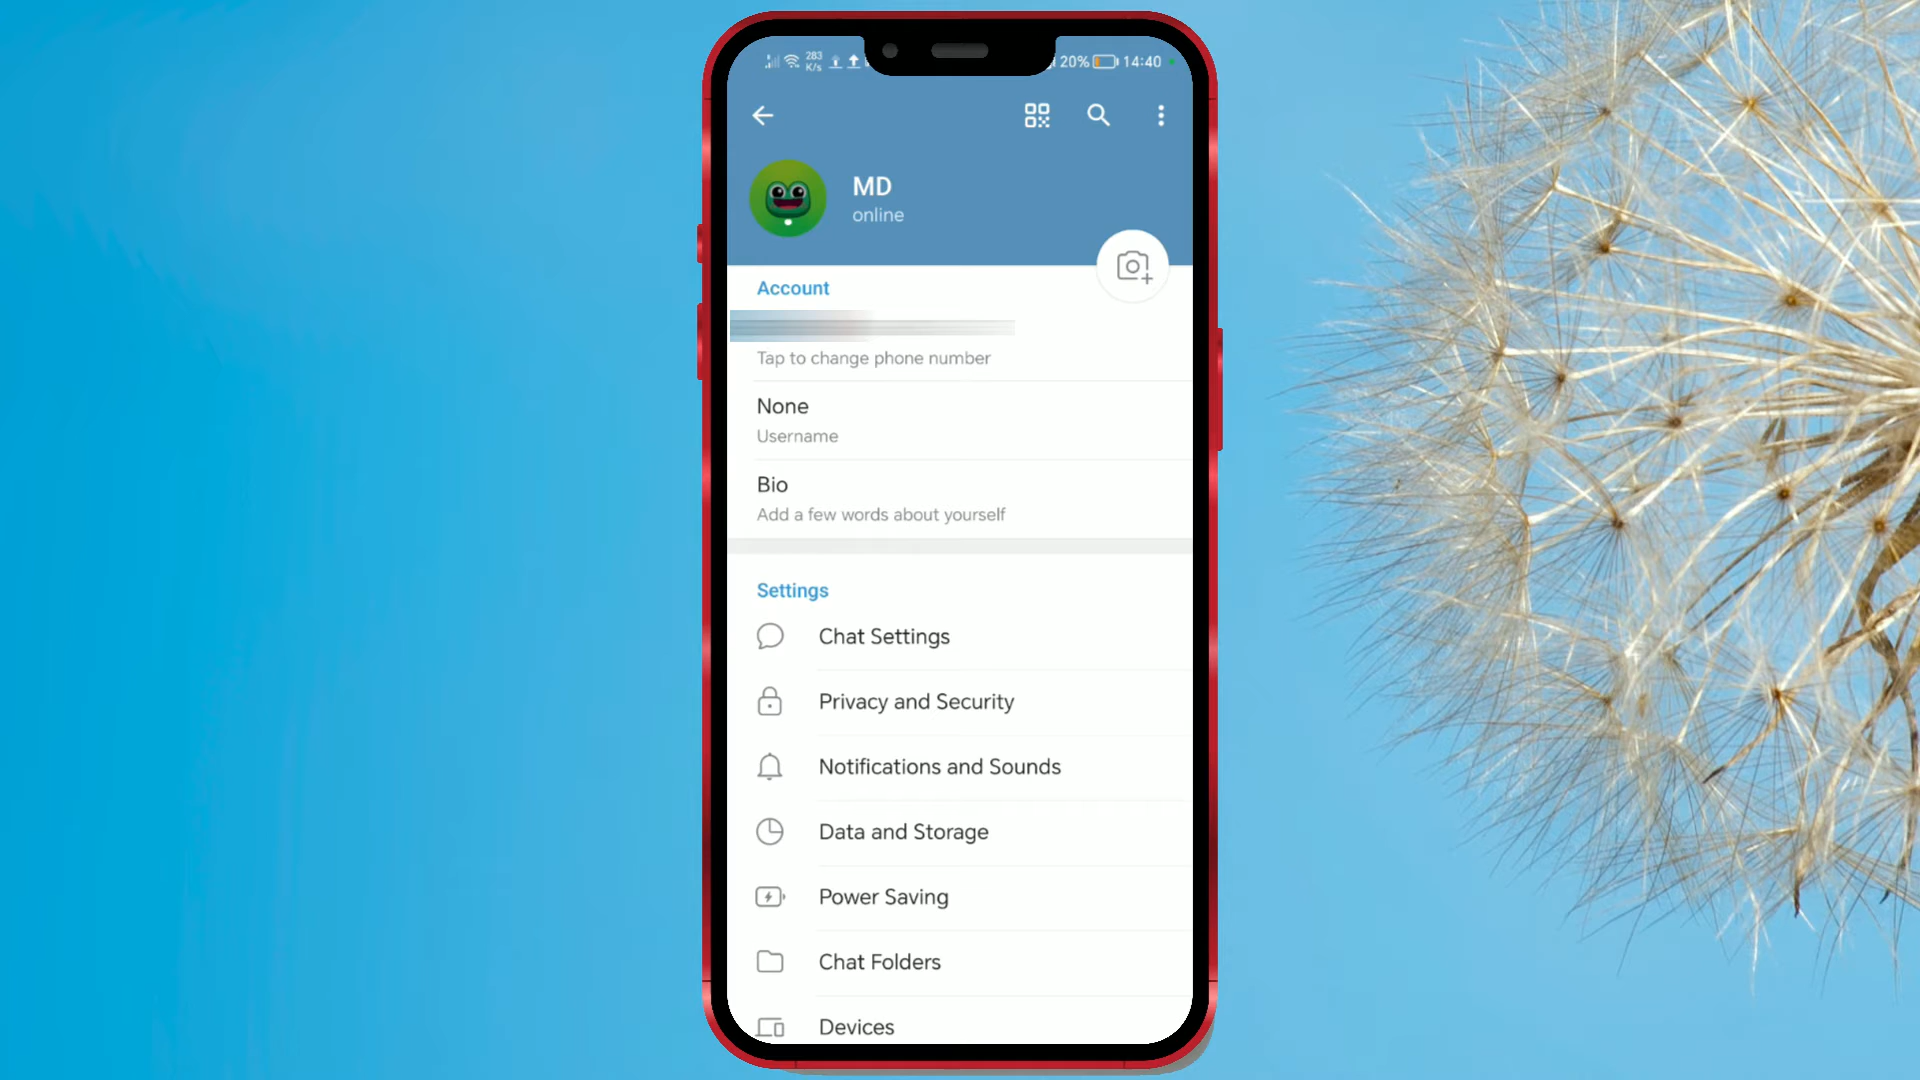 283
K/s
20%
14:40
MD
online
Account
Tap to change phone number
None
Username
Bio
Add a few words about yourself
Settings
Chat Settings
Privacy and Security
Notifications and Sounds
Data and Storage
Power Saving
Chat Folders
Devices